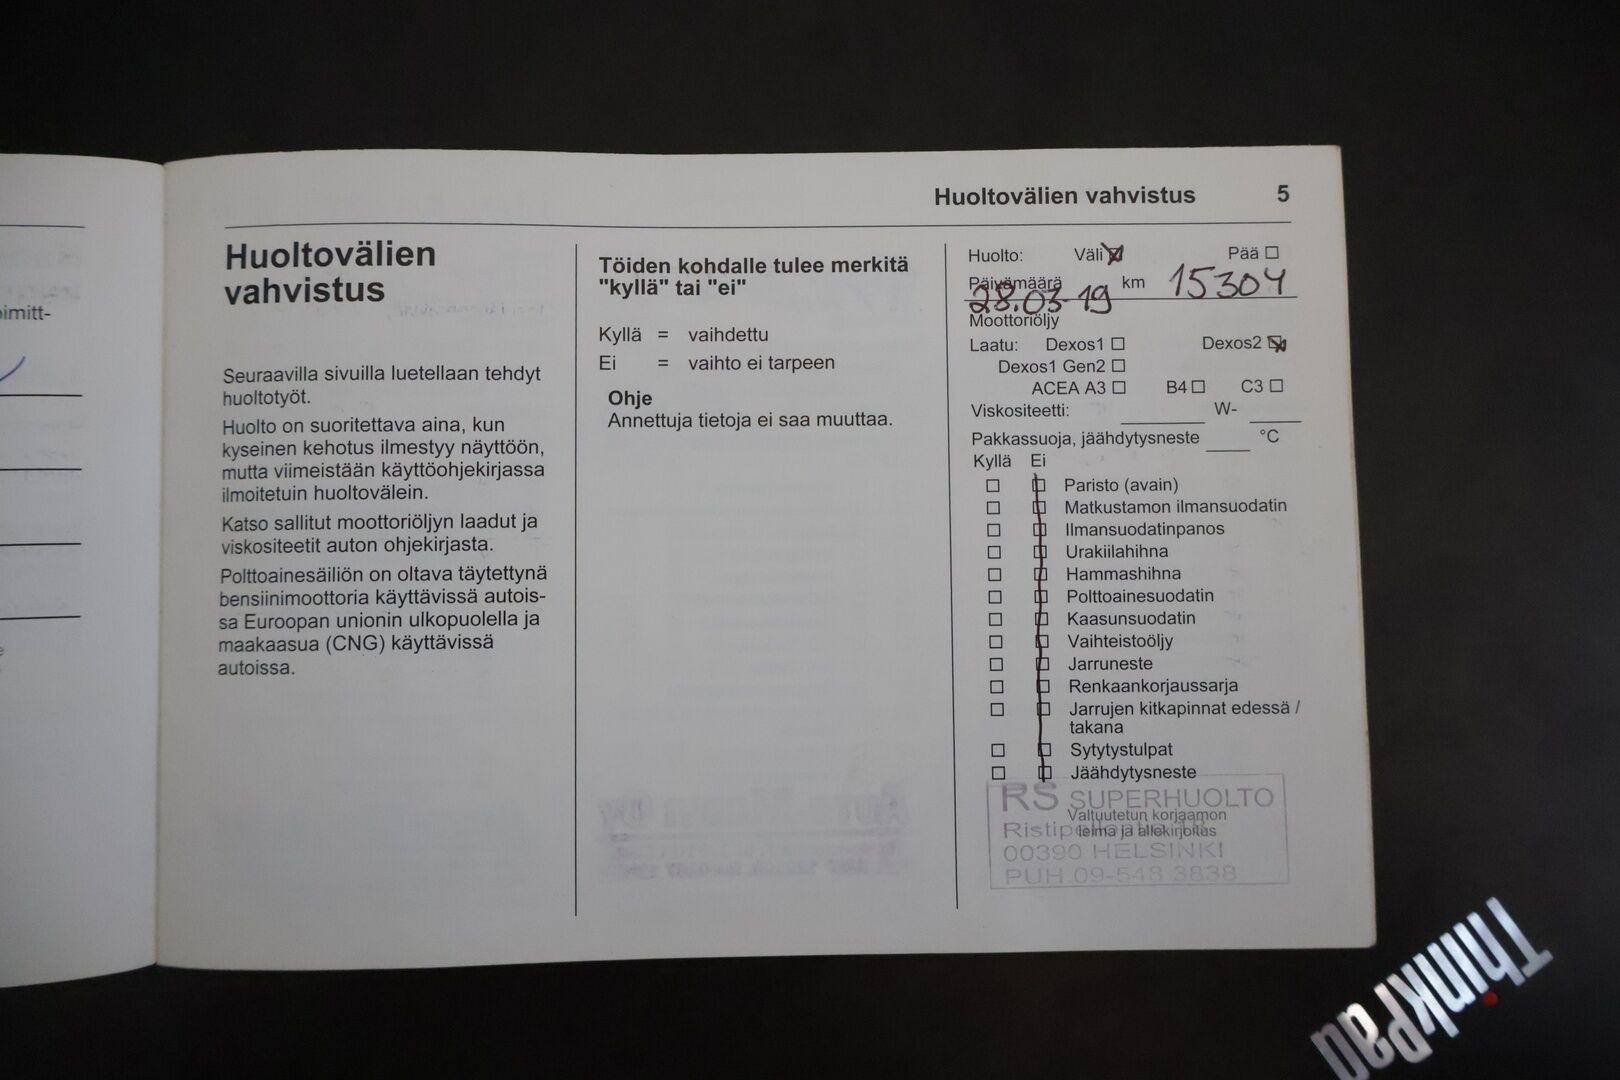 Huoltovälien vahvistus 5
oimitt-
Huoltovälien
vahvistus
Seuraavilla sivuilla luetellaan tehdyt
huoltotyöt.
Huolto on suoritettava aina, kun
kyseinen kehotus ilmestyy näyttöön,
mutta viimeistään käyttöohjekirjassa
ilmoitetuin huoltovälein.
Katso sallitut moottoriöljyn laadut ja
viskositeetit auton ohjekirjasta.
Polttoainesäiliön on oltava täytettynä
bensiinimoottoria käyttävissä autois-
sa Euroopan unionin ulkopuolella ja
maakaasua (CNG) käyttävissä
autoissa.
Töiden kohdalle tulee merkitä
"kyllä" tai "ei"
Kyllä = vaihdettu
Ei = vaihto ei tarpeen
Ohje
Annettuja tietoja ei saa muuttaa.
Huolto: Väli Pää
Päivämäärä km 15304
28.03.19
Moottoriöljy
Laatu: Dexos1 Dexos2
Dexos1 Gen2
ACEA A3 B4 C3
Viskositeetti: W-
Pakkassuoja, jäähdytysneste °C
Kyllä Ei
Paristo (avain)
Matkustamon ilmansuodatin
Ilmansuodatinpanos
Urakiilahihna
Hammashihna
Polttoainesuodatin
Kaasunsuodatin
Vaihteistoöljy
Jarruneste
Renkaankorjaussarja
Jarrujen kitkapinnat edessä /
takana
Sytytystulpat
Jäähdytysneste
RS SUPERHUOLTO
Valtuutetun korjaamon
leima ja allekirjoitus
00390 HELSINKI
PUH.09-548 3838
ThinkPad